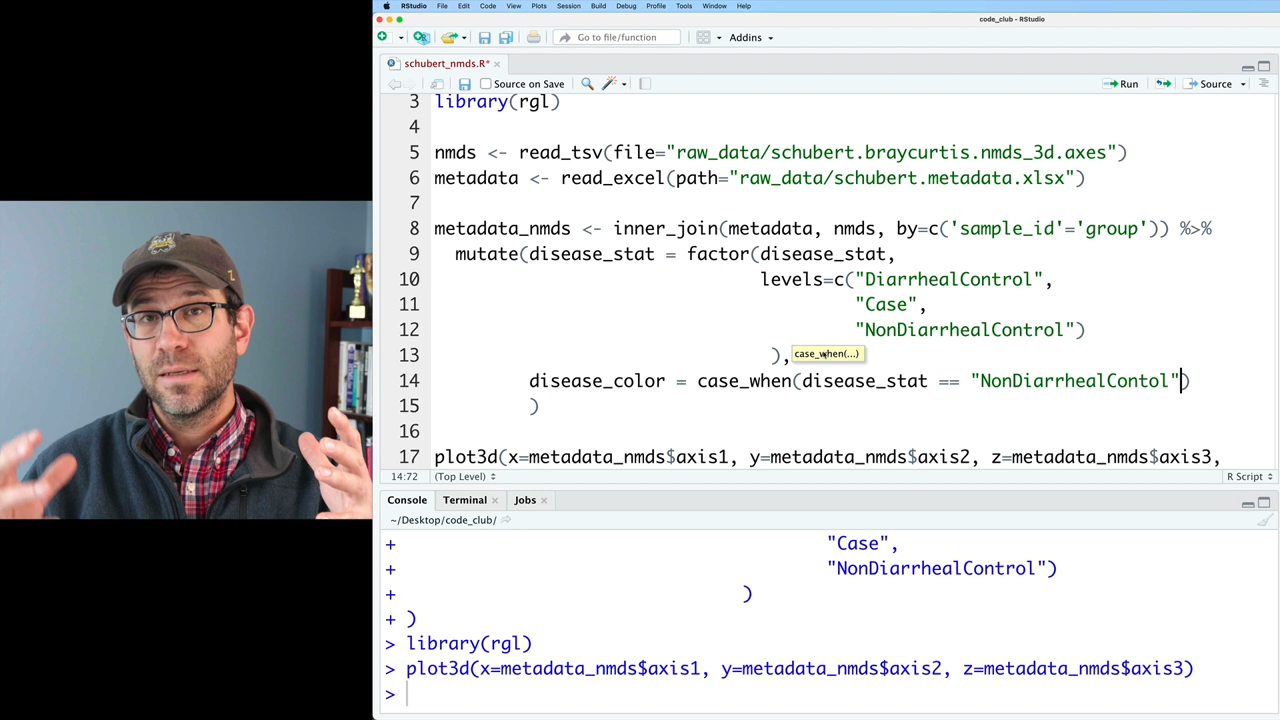 RStudio File Edit Code View Plots Session Build Debug Profile Tools Window Help
code_club - RStudio
Go to file/function Addins
schubert_nmds.R*
Source on Save Run Source
3 library(rgl)
4
5 nmds <- read_tsv(file="raw_data/schubert.braycurtis.nmds_3d.axes")
6 metadata <- read_excel(path="raw_data/schubert.metadata.xlsx")
7
8 metadata_nmds <- inner_join(metadata, nmds, by=c('sample_id'='group')) %>%
9 mutate(disease_stat = factor(disease_stat,
10 levels=c("DiarrhealControl",
11 "Case",
12 "NonDiarrhealControl")
13 ), case_when(...)
14 disease_color = case_when(disease_stat == "NonDiarrhealContol")
15 )
16
17 plot3d(x=metadata_nmds$axis1, y=metadata_nmds$axis2, z=metadata_nmds$axis3,
14:72 (Top Level) R Script
Console Terminal Jobs
~/Desktop/code_club/
+ "Case",
+ "NonDiarrhealControl")
+ )
+ )
> library(rgl)
> plot3d(x=metadata_nmds$axis1, y=metadata_nmds$axis2, z=metadata_nmds$axis3)
>